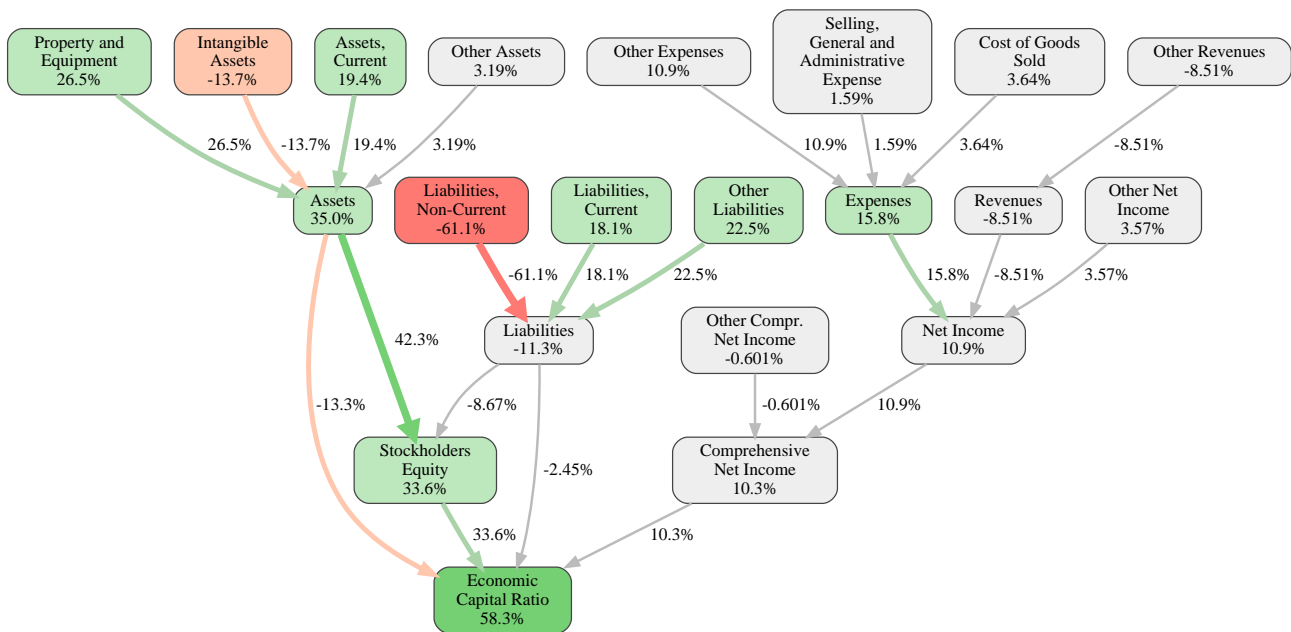 Property and
Equipment
26.5%
Intangible
Assets
-13.7%
Assets,
Current
19.4%
Other Assets
3.19%
Other Expenses
10.9%
Selling,
General and
Administrative
Expense
1.59%
Cost of Goods
Sold
3.64%
Other Revenues
-8.51%
26.5%
-13.7%
19.4%
3.19%
10.9%
1.59%
3.64%
-8.51%
Assets
35.0%
Liabilities,
Non-Current
-61.1%
Liabilities,
Current
18.1%
Other
Liabilities
22.5%
Expenses
15.8%
Revenues
-8.51%
Other Net
Income
3.57%
-61.1%
18.1%
22.5%
15.8%
-8.51%
3.57%
42.3%
Liabilities
-11.3%
Other Compr.
Net Income
-0.601%
Net Income
10.9%
-13.3%
-8.67%
-0.601%
10.9%
Stockholders
Equity
33.6%
-2.45%
Comprehensive
Net Income
10.3%
33.6%
10.3%
Economic
Capital Ratio
58.3%